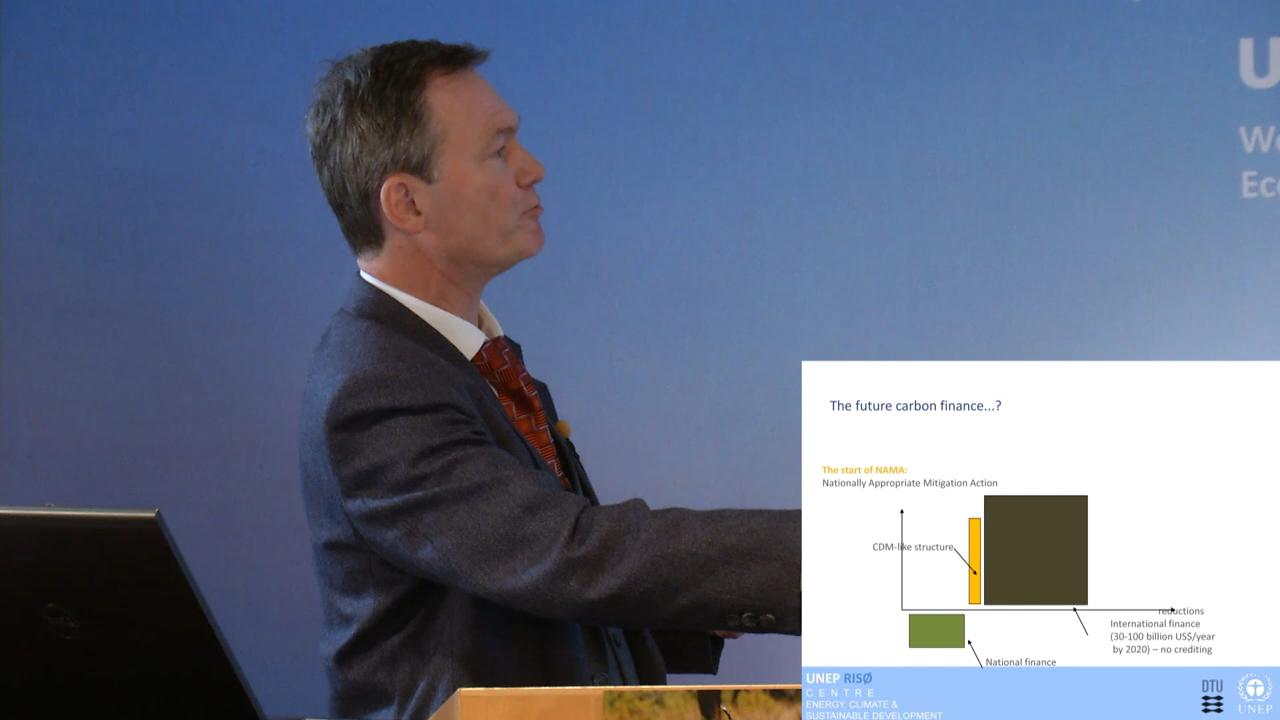 U
We
Ec
The future carbon finance...?
The start of NAMA:
Nationally Appropriate Mitigation Action
CDM-like structure
reductions
International finance
(30-100 billion US$/year
by 2020) – no crediting
National finance
UNEP RISØ
CENTRE
ENERGY, CLIMATE &
SUSTAINABLE DEVELOPMENT
DTU
UNEP